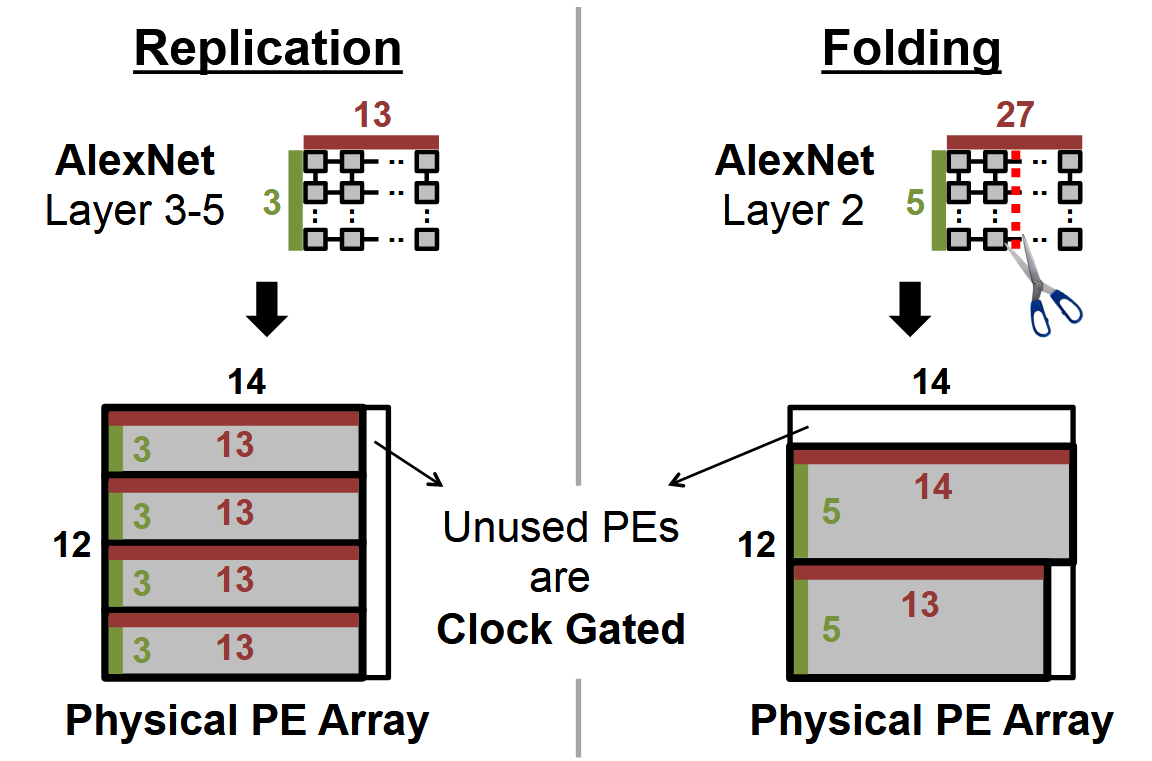 Replication
13
AlexNet
Layer 3-5
3
14
3 13
3 13
12
3 13
3 13
Physical PE Array
Folding
27
AlexNet
Layer 2
5
14
14
5
12
13
5
Physical PE Array
Unused PEs
are
Clock Gated